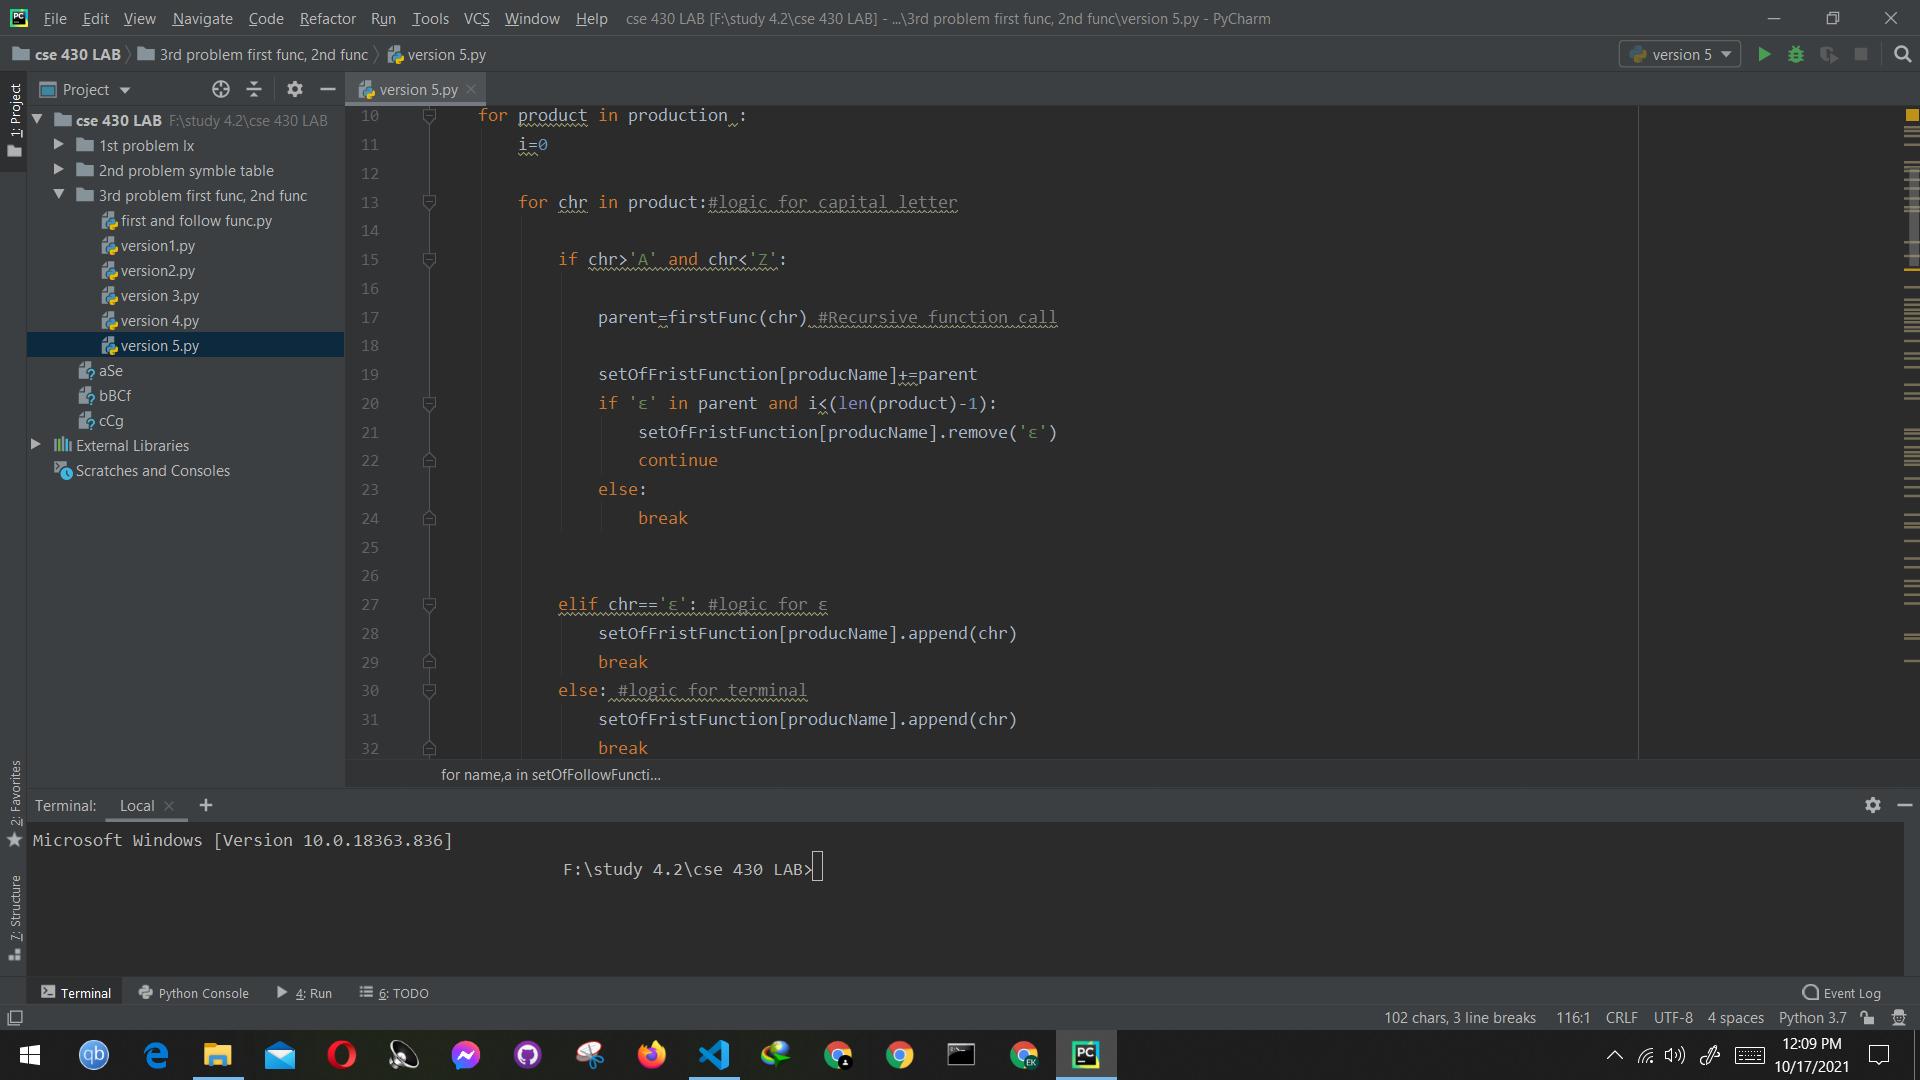 File Edit View Navigate Code Refactor Run Tools VCS Window Help cse 430 LAB [F:\study 4.2\cse 430 LAB] - ...\3rd problem first func, 2nd func\version 5.py - PyCharm
cse 430 LAB 3rd problem first func, 2nd func version 5.py version 5
1: Project
Project
version 5.py
cse 430 LAB F:\study 4.2\cse 430 LAB
1st problem lx
2nd problem symble table
3rd problem first func, 2nd func
first and follow func.py
version1.py
version2.py
version 3.py
version 4.py
version 5.py
aSe
bBCf
cCg
External Libraries
Scratches and Consoles
10 for product in production :
11 i=0
12
13 for chr in product:#logic for capital letter
14
15 if chr>'A' and chr<'Z':
16
17 parent=firstFunc(chr) #Recursive function call
18
19 setOfFristFunction[producName]+=parent
20 if 'ε' in parent and i<(len(product)-1):
21 setOfFristFunction[producName].remove('ε')
22 continue
23 else:
24 break
25
26
27 elif chr=='ε': #logic for ε
28 setOfFristFunction[producName].append(chr)
29 break
30 else: #logic for terminal
31 setOfFristFunction[producName].append(chr)
32 break
for name,a in setOfFollowFuncti...
2: Favorites
7: Structure
Terminal: Local
Microsoft Windows [Version 10.0.18363.836]
F:\study 4.2\cse 430 LAB>
Terminal Python Console 4: Run 6: TODO Event Log
102 chars, 3 line breaks 116:1 CRLF UTF-8 4 spaces Python 3.7
qb
EK
PC
12:09 PM
10/17/2021